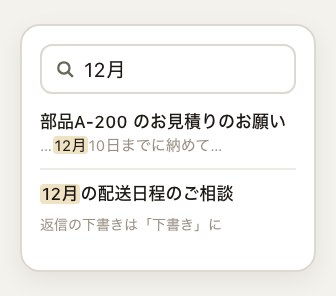 12月
部品A-200 のお見積りのお願い
…12月10日までに納めて…
12月の配送日程のご相談
返信の下書きは「下書き」に